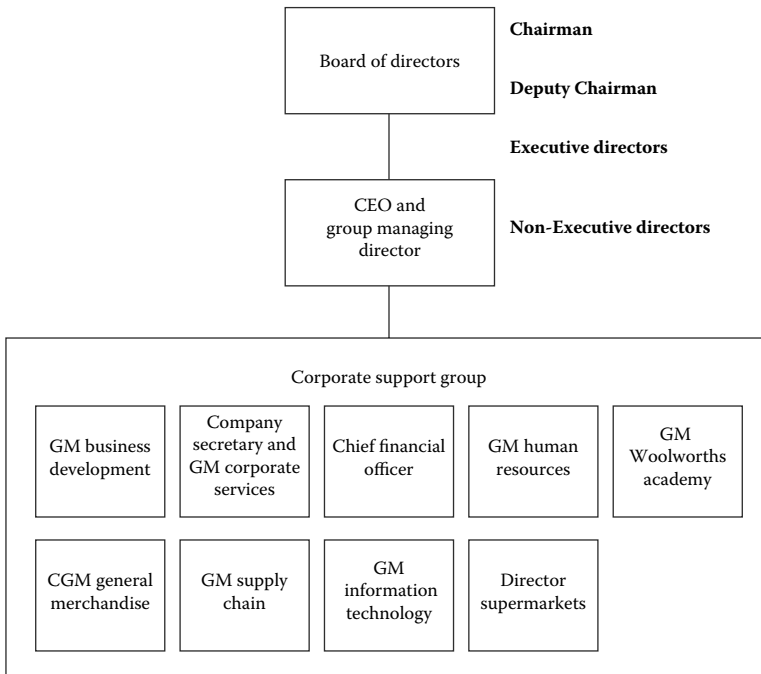 Board of directors
Chairman
Deputy Chairman
Executive directors
Non-Executive directors
CEO and
group managing
director
Corporate support group
GM business
development
Company
secretary and
GM corporate
services
Chief financial
officer
GM human
resources
GM
Woolworths
academy
CGM general
merchandise
GM supply
chain
GM
information
technology
Director
supermarkets